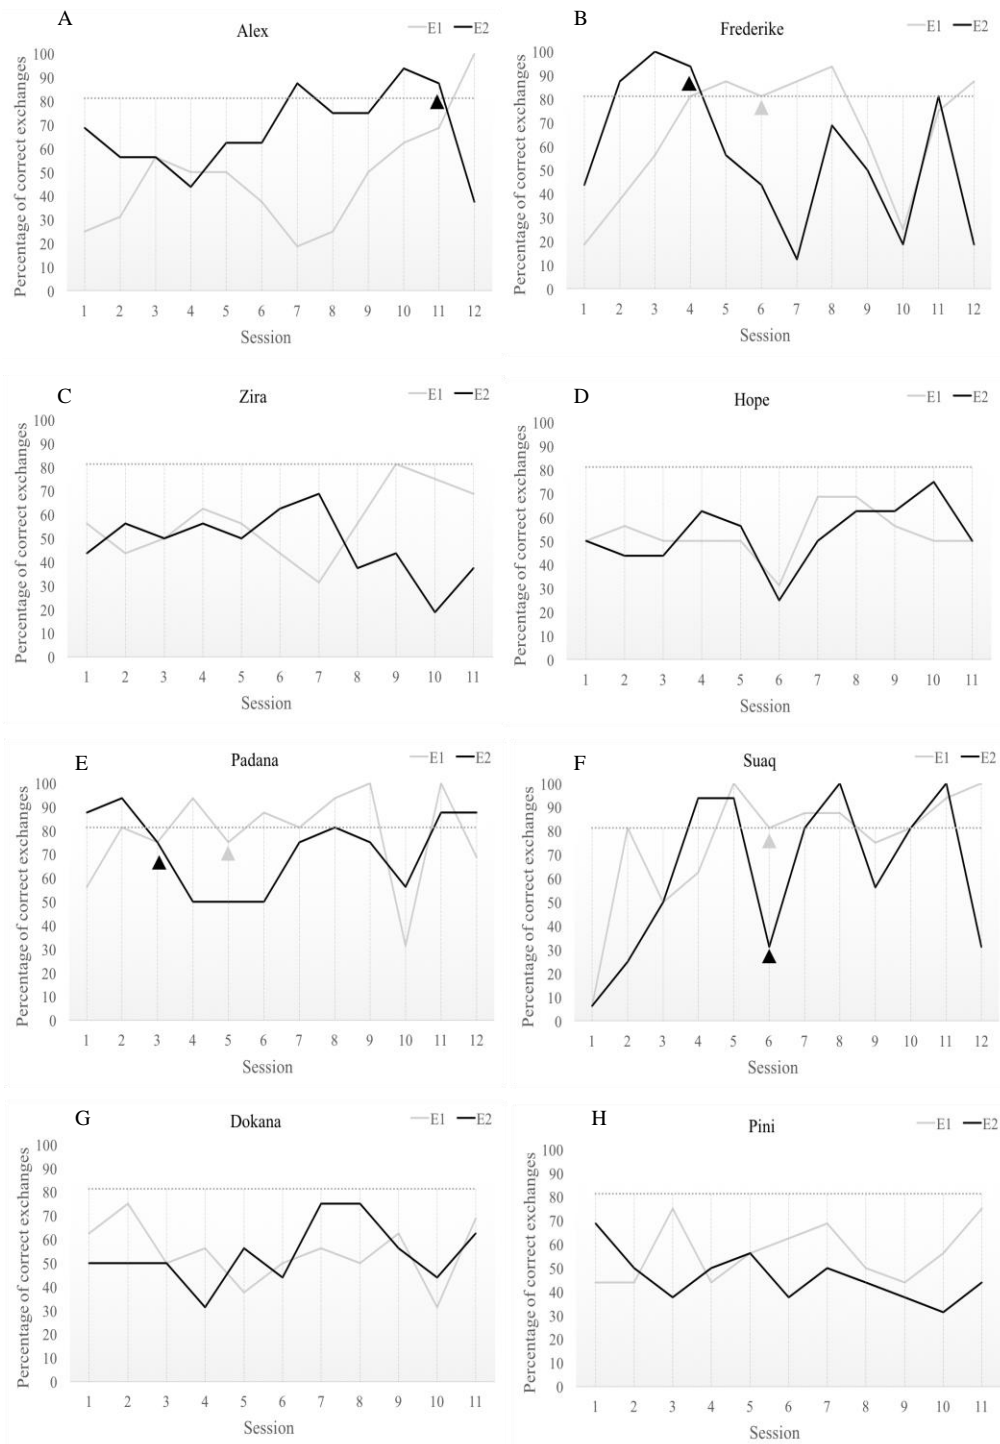 A
Alex
E1 E2
Percentage of correct exchanges
100
90
80
70
60
50
40
30
20
10
0
1 2 3 4 5 6 7 8 9 10 11 12
Session
B
Frederike
E1 E2
Percentage of correct exchanges
100
90
80
70
60
50
40
30
20
10
0
1 2 3 4 5 6 7 8 9 10 11 12
Session
C
Zira
E1 E2
Percentage of correct exchanges
100
90
80
70
60
50
40
30
20
10
0
1 2 3 4 5 6 7 8 9 10 11
Session
D
Hope
E1 E2
Percentage of correct exchanges
100
90
80
70
60
50
40
30
20
10
0
1 2 3 4 5 6 7 8 9 10 11
Session
E
Padana
E1 E2
Percentage of correct exchanges
100
90
80
70
60
50
40
30
20
10
0
1 2 3 4 5 6 7 8 9 10 11 12
Session
F
Suaq
E1 E2
Percentage of correct exchanges
100
90
80
70
60
50
40
30
20
10
0
1 2 3 4 5 6 7 8 9 10 11 12
Session
G
Dokana
E1 E2
Percentage of correct exchanges
100
90
80
70
60
50
40
30
20
10
0
1 2 3 4 5 6 7 8 9 10 11
Session
H
Pini
E1 E2
Percentage of correct exchanges
100
90
80
70
60
50
40
30
20
10
0
1 2 3 4 5 6 7 8 9 10 11
Session